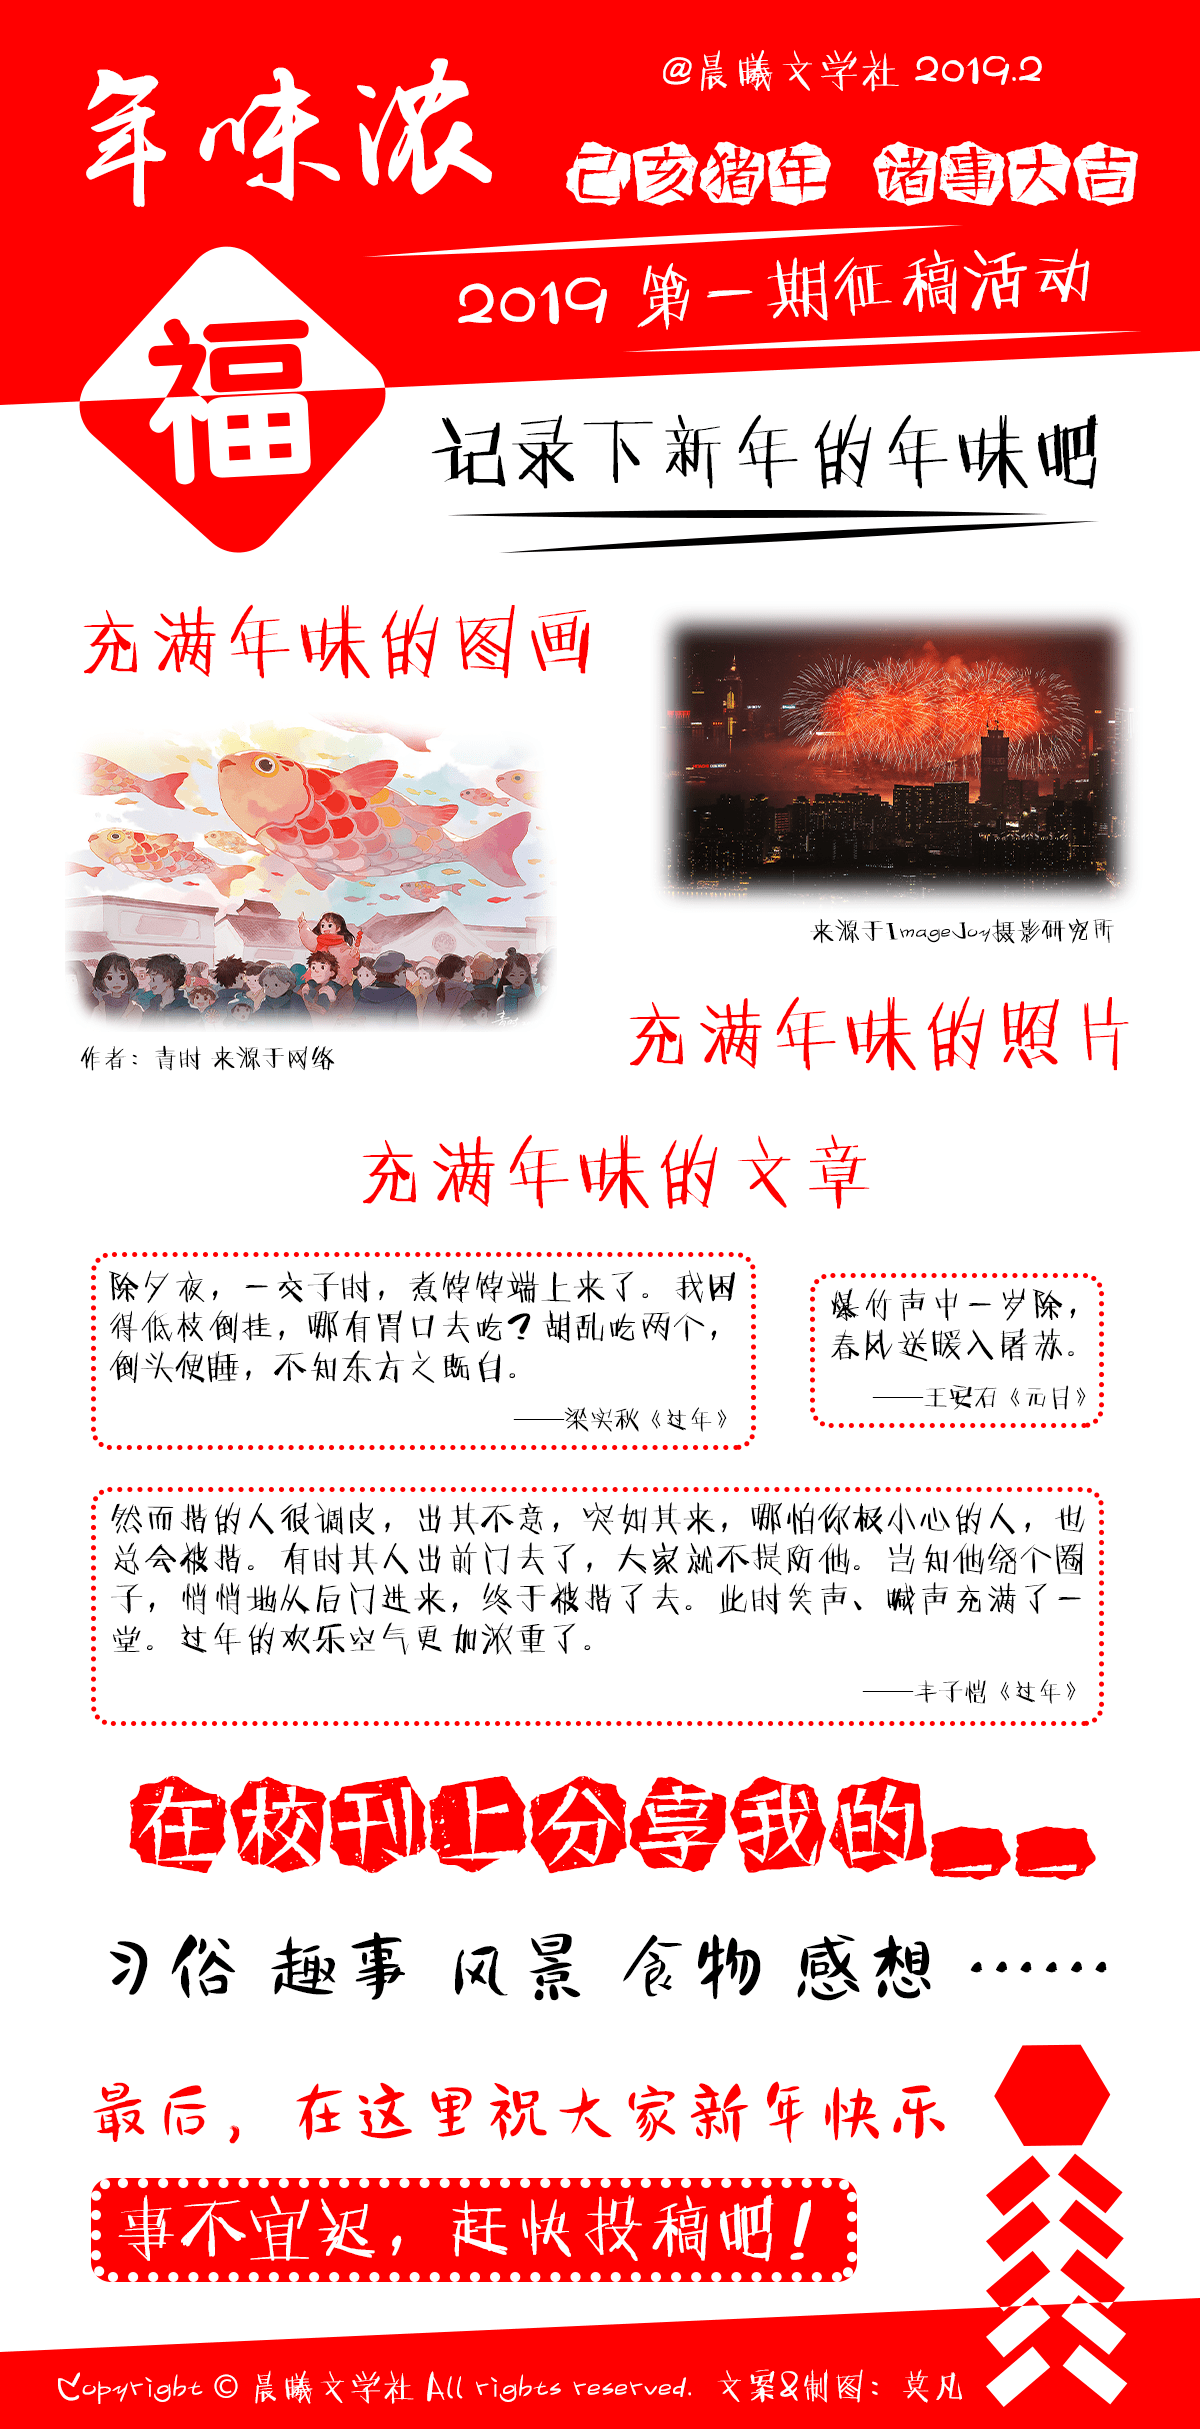 年味浓
@晨曦文学社 2019.2
己亥猪年 诸事大吉
2019 第一期征稿活动
福
记录下新年的年味吧
充满年味的图画
作者：青时 来源于网络
来源于ImageJoy摄影研究所
充满年味的照片
充满年味的文章
除夕夜，一交子时，煮饽饽端上来了。我困
得低枝倒挂，哪有胃口去吃？胡乱吃两个，
倒头便睡，不知东方之既白。
——梁实秋《过年》
爆竹声中一岁除，
春风送暖入屠苏。
——王安石《元日》
然而揩的人很调皮，出其不意，突如其来，哪怕你极小心的人，也
总会被揩。有时其人出前门去了，大家就不提防他。岂知他绕个圈
子，悄悄地从后门进来，终于被揩了去。此时笑声、喊声充满了一
堂。过年的欢乐空气更加浓重了。
——丰子恺《过年》
在校刊上分享我的__
习俗 趣事 风景 食物 感想 ……
最后，在这里祝大家新年快乐
事不宜迟，赶快投稿吧！
Copyright © 晨曦文学社 All rights reserved. 文案&制图：莫凡